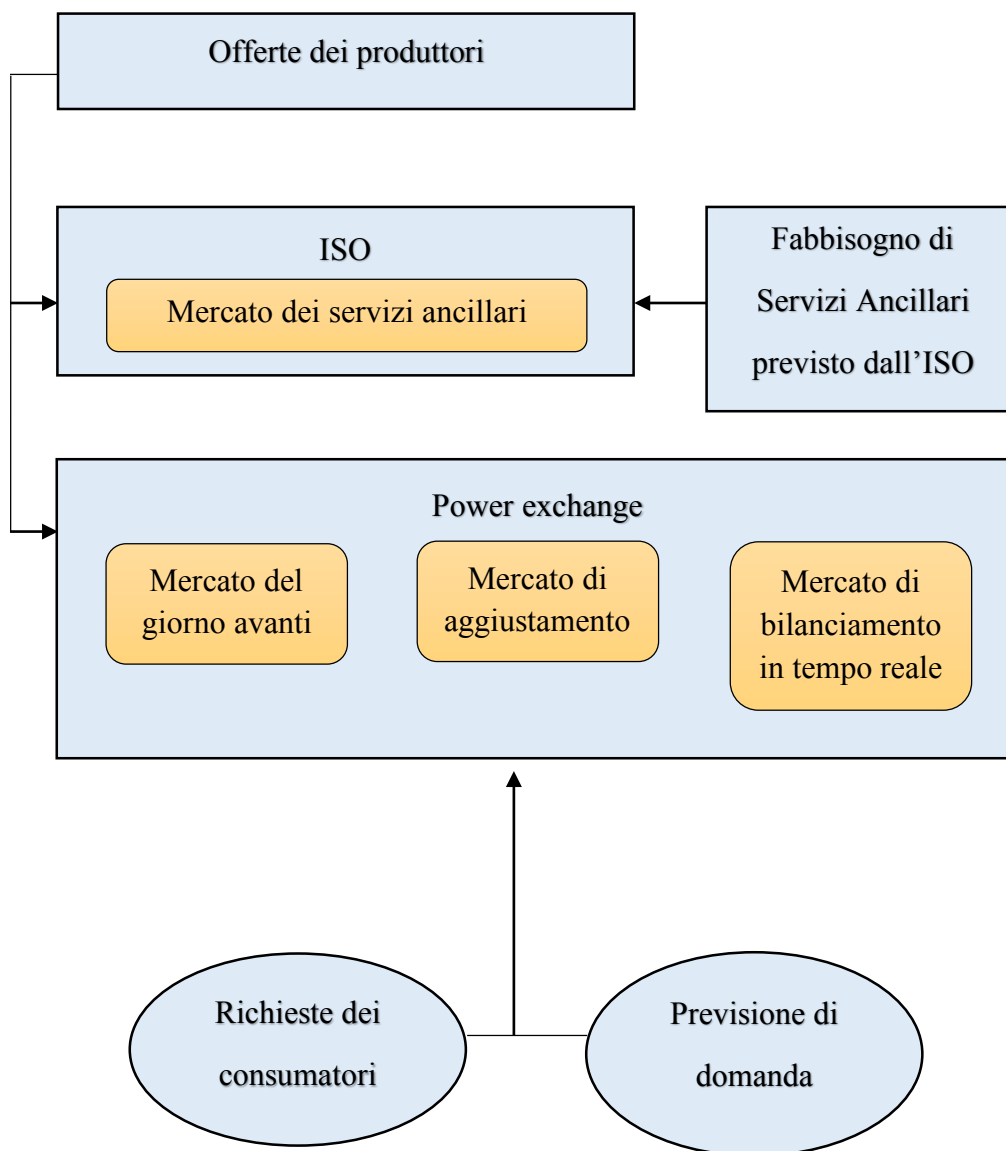 Offerte dei produttori
ISO
Mercato dei servizi ancillari
Fabbisogno di
Servizi Ancillari
previsto dall’ISO
Power exchange
Mercato del
giorno avanti
Mercato di
aggiustamento
Mercato di
bilanciamento
in tempo reale
Richieste dei
consumatori
Previsione di
domanda